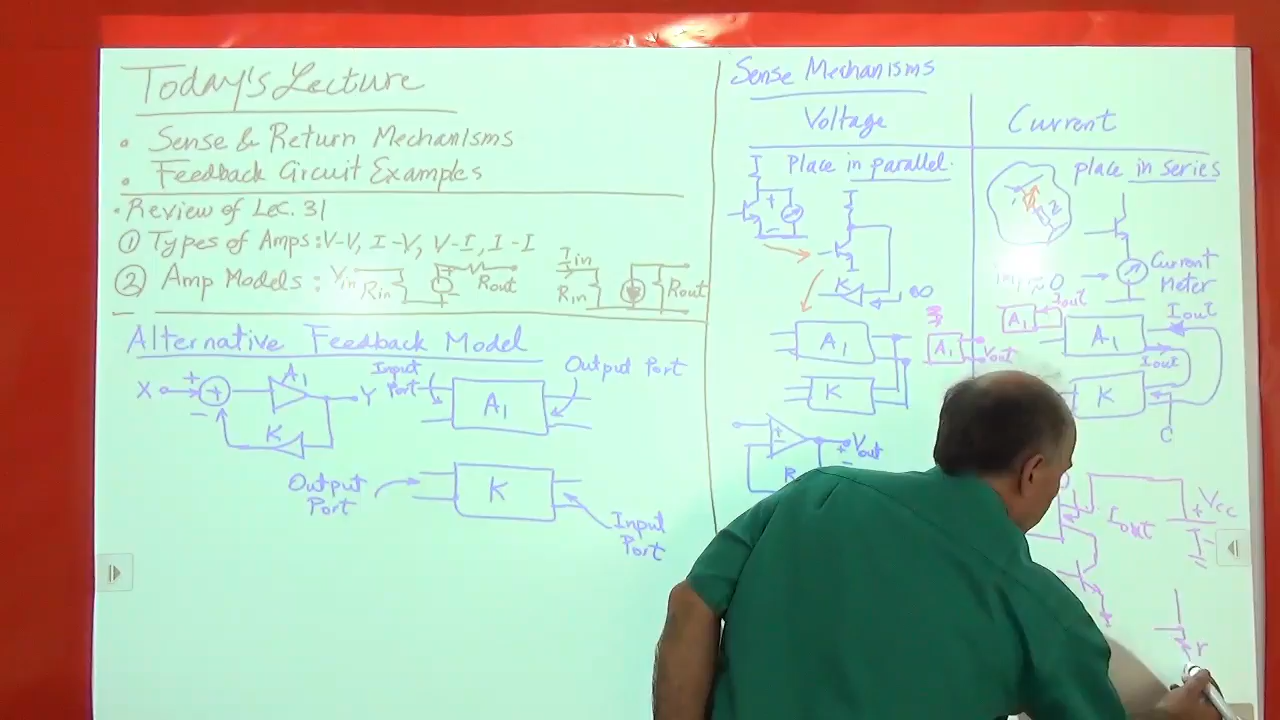 Today's Lecture
• Sense & Return Mechanisms
• Feedback Circuit Examples
• Review of Lec. 31
① Types of Amps: V-V, I-V, V-I, I-I
② Amp Models:
Vin
Rin
Rout
Iin
Rin
Rout
Alternative Feedback Model
X
+
+
−
A1
Y
K
Input Port
A1
Output Port
Output Port
K
Input Port
Sense Mechanisms
Voltage
Place in parallel.
+
−
K
∞
A1
K
A1
Vout
+
−
+
Vout
−
R
Current
place in series
Current Meter
≈0
A1
Iout
A1
Iout
Iout
K
C
Iout
+
VCC
−
r